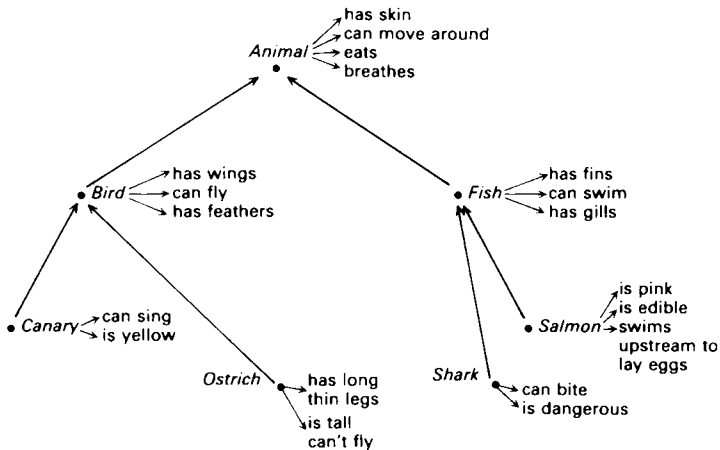 Animal
has skin
can move around
eats
breathes
Bird
has wings
can fly
has feathers
Fish
has fins
can swim
has gills
Canary
can sing
is yellow
Ostrich
has long
thin legs
is tall
can't fly
Shark
can bite
is dangerous
Salmon
is pink
is edible
swims
upstream to
lay eggs